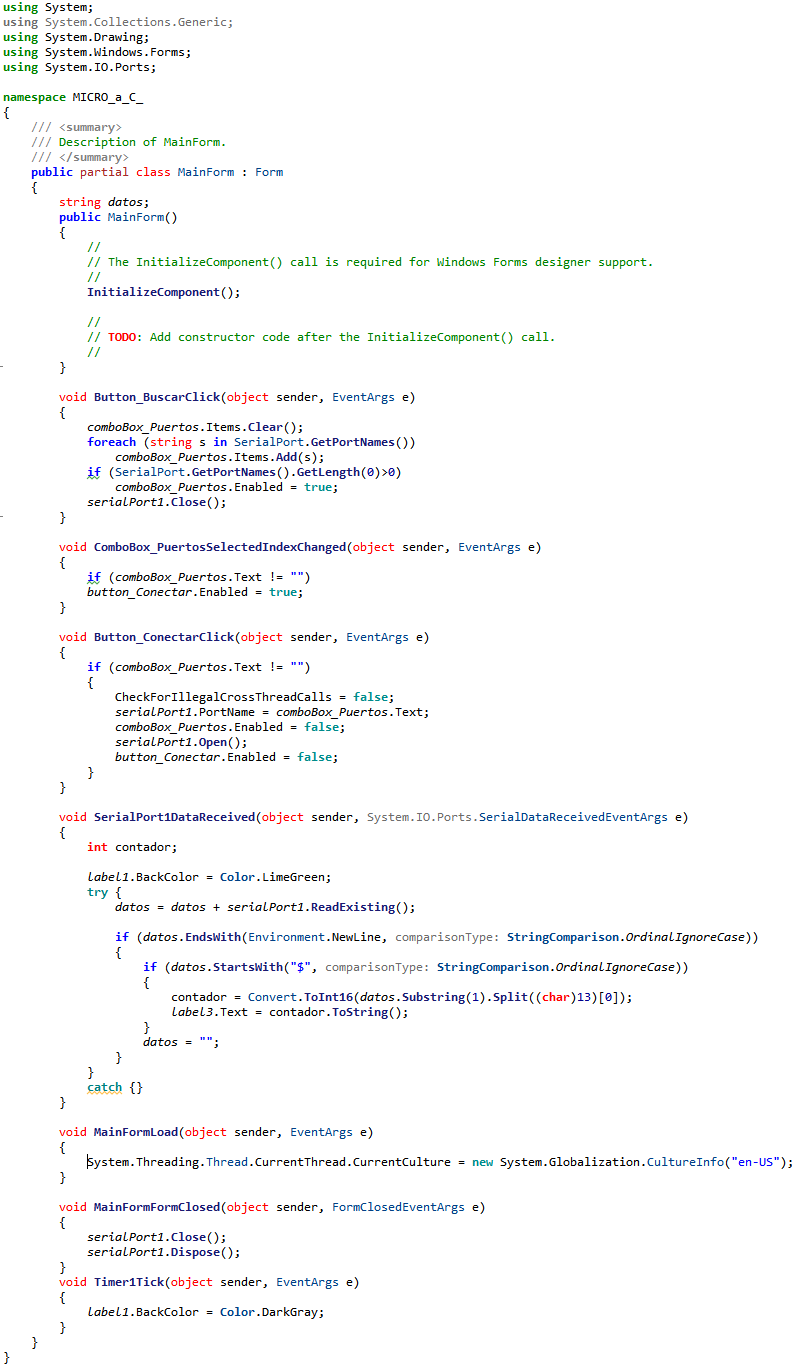 using System;
using System.Collections.Generic;
using System.Drawing;
using System.Windows.Forms;
using System.IO.Ports;

namespace MICRO_a_C_
{
    /// <summary>
    /// Description of MainForm.
    /// </summary>
    public partial class MainForm : Form
    {
        string datos;
        public MainForm()
        {
            //
            // The InitializeComponent() call is required for Windows Forms designer support.
            //
            InitializeComponent();

            //
            // TODO: Add constructor code after the InitializeComponent() call.
            //
        }

        void Button_BuscarClick(object sender, EventArgs e)
        {
            comboBox_Puertos.Items.Clear();
            foreach (string s in SerialPort.GetPortNames())
                comboBox_Puertos.Items.Add(s);
            if (SerialPort.GetPortNames().GetLength(0)>0)
                comboBox_Puertos.Enabled = true;
            serialPort1.Close();
        }

        void ComboBox_PuertosSelectedIndexChanged(object sender, EventArgs e)
        {
            if (comboBox_Puertos.Text != "")
            button_Conectar.Enabled = true;
        }

        void Button_ConectarClick(object sender, EventArgs e)
        {
            if (comboBox_Puertos.Text != "")
            {
                CheckForIllegalCrossThreadCalls = false;
                serialPort1.PortName = comboBox_Puertos.Text;
                comboBox_Puertos.Enabled = false;
                serialPort1.Open();
                button_Conectar.Enabled = false;
            }
        }

        void SerialPort1DataReceived(object sender, System.IO.Ports.SerialDataReceivedEventArgs e)
        {
            int contador;

            label1.BackColor = Color.LimeGreen;
            try {
                datos = datos + serialPort1.ReadExisting();

                if (datos.EndsWith(Environment.NewLine, comparisonType: StringComparison.OrdinalIgnoreCase))
                {
                    if (datos.StartsWith("$", comparisonType: StringComparison.OrdinalIgnoreCase))
                    {
                        contador = Convert.ToInt16(datos.Substring(1).Split((char)13)[0]);
                        label3.Text = contador.ToString();
                    }
                    datos = "";
                }
            }
            catch {}
        }

        void MainFormLoad(object sender, EventArgs e)
        {
            System.Threading.Thread.CurrentThread.CurrentCulture = new System.Globalization.CultureInfo("en-US");
        }

        void MainFormFormClosed(object sender, FormClosedEventArgs e)
        {
            serialPort1.Close();
            serialPort1.Dispose();
        }
        void Timer1Tick(object sender, EventArgs e)
        {
            label1.BackColor = Color.DarkGray;
        }
    }
}